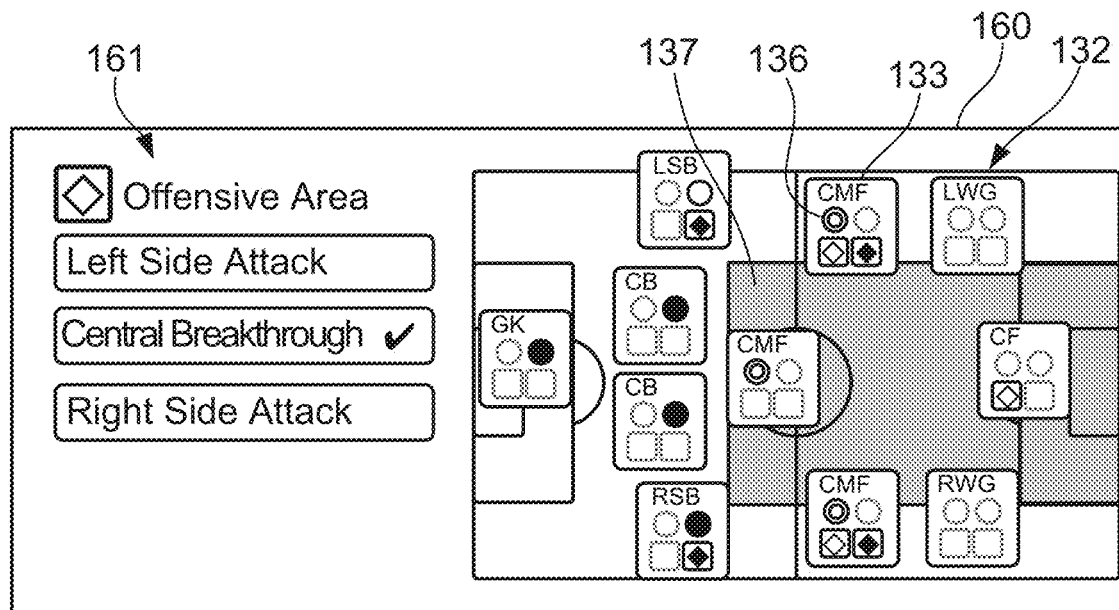 160
161
137
136
133
132
LSB
CMF
LWG
Offensive Area
Left Side Attack
CB
Central Breakthrough ✔
GK
CMF
CF
CB
Right Side Attack
RSB
CMF
RWG